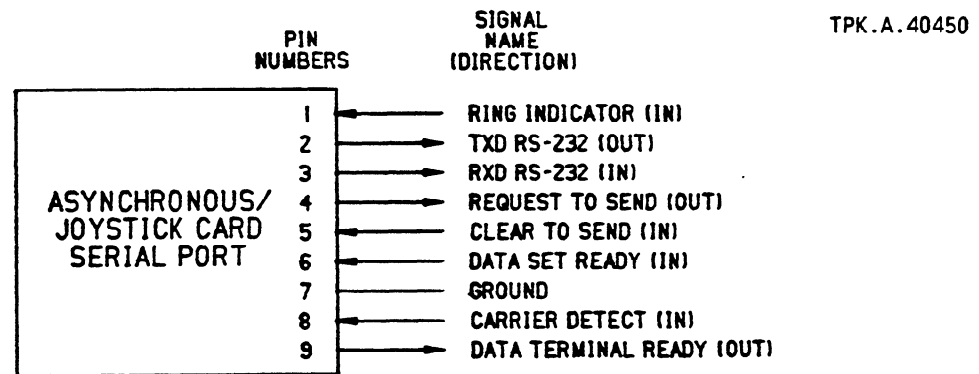 TPK.A.40450
PIN
NUMBERS
SIGNAL
NAME
(DIRECTION)
ASYNCHRONOUS/
JOYSTICK CARD
SERIAL PORT
1 RING INDICATOR (IN)
2 TXD RS-232 (OUT)
3 RXD RS-232 (IN)
4 REQUEST TO SEND (OUT)
5 CLEAR TO SEND (IN)
6 DATA SET READY (IN)
7 GROUND
8 CARRIER DETECT (IN)
9 DATA TERMINAL READY (OUT)